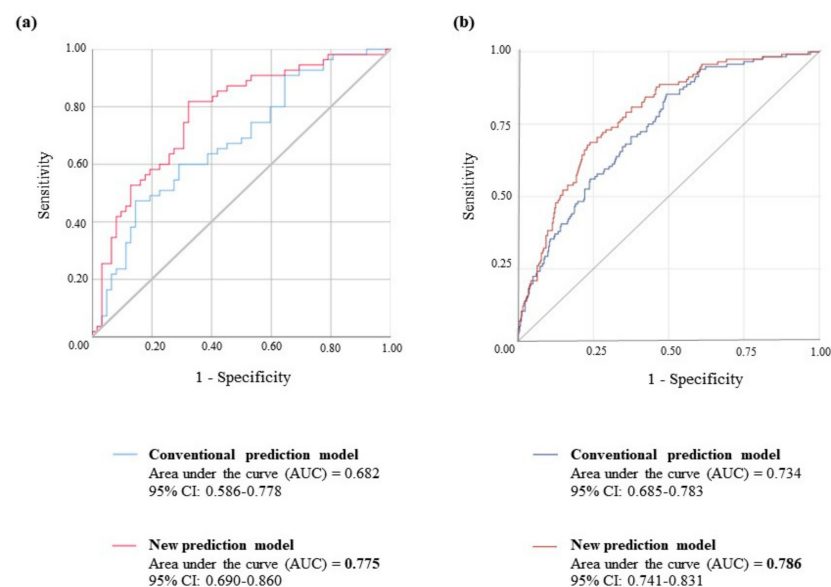 (a)
1.00
0.80
0.60
0.40
0.20
0.00
0.20
0.40
0.60
0.80
1.00
Sensitivity
1 - Specificity
Conventional prediction model
Area under the curve (AUC) = 0.682
95% CI: 0.586-0.778
New prediction model
Area under the curve (AUC) = 0.775
95% CI: 0.690-0.860
(b)
1.00
0.75
0.50
0.25
0.00
0.25
0.50
0.75
1.00
Sensitivity
1 - Specificity
Conventional prediction model
Area under the curve (AUC) = 0.734
95% CI: 0.685-0.783
New prediction model
Area under the curve (AUC) = 0.786
95% CI: 0.741-0.831